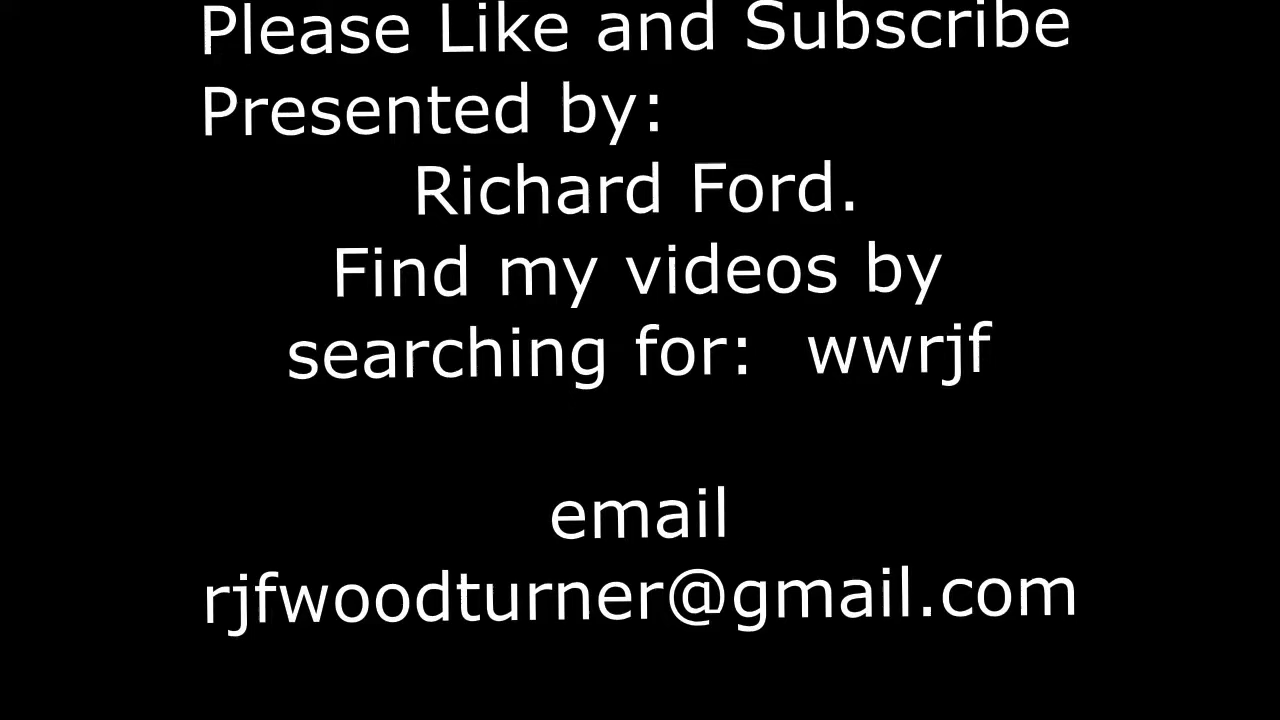 Please Like and Subscribe
Presented by:
Richard Ford.
Find my videos by
searching for:  wwrjf
email
rjfwoodturner@gmail.com